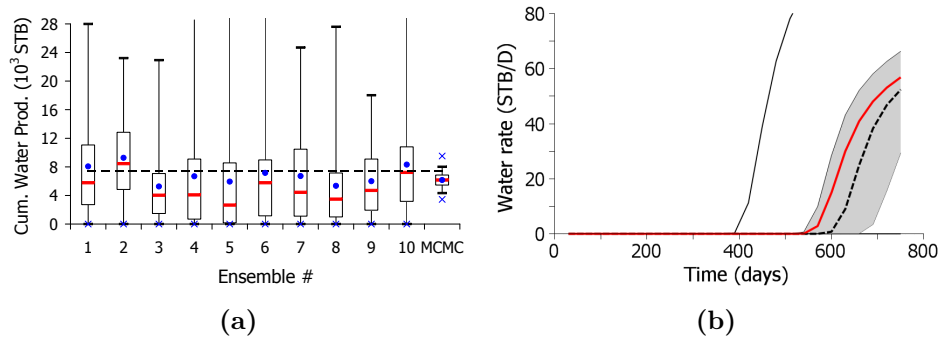 Cum. Water Prod. (10³ STB)
28
24
20
16
12
8
4
0
1 2 3 4 5 6 7 8 9 10 MCMC
Ensemble #
(a)
Water rate (STB/D)
80
60
40
20
0
0 200 400 600 800
Time (days)
(b)